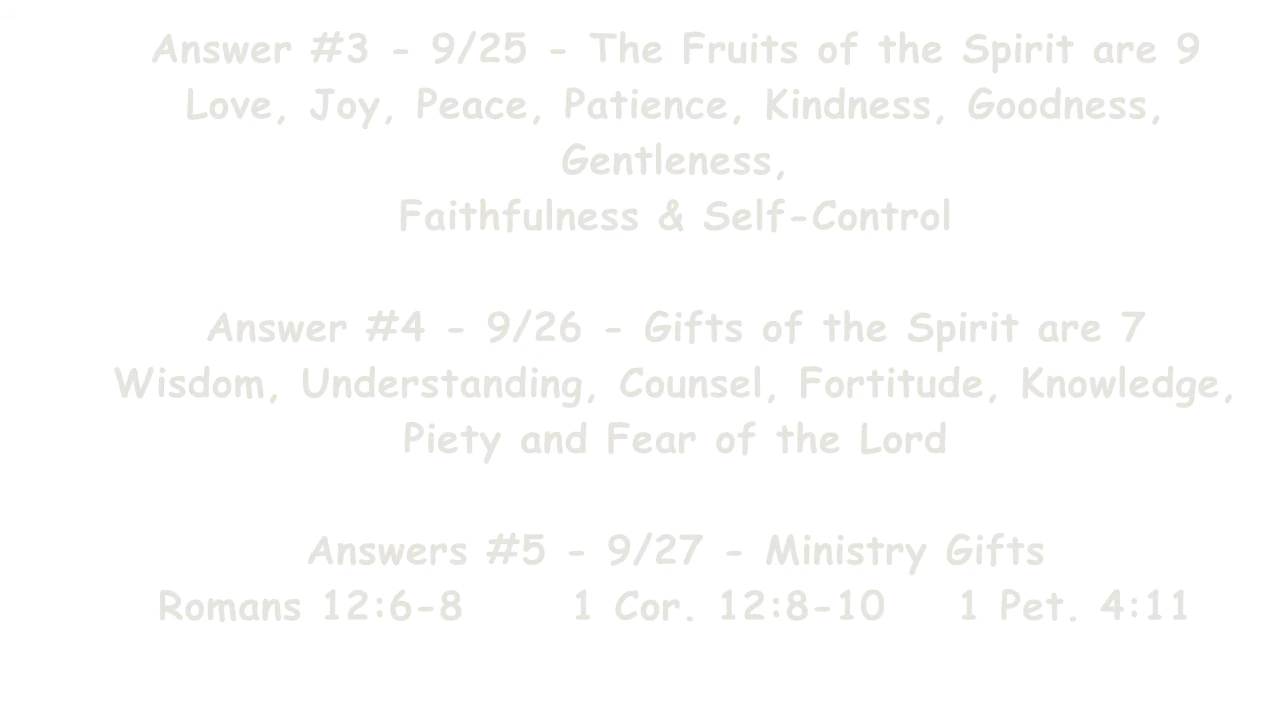 Answer #3 - 9/25 - The Fruits of the Spirit are 9
Love, Joy, Peace, Patience, Kindness, Goodness,
Gentleness,
Faithfulness & Self-Control
Answer #4 - 9/26 - Gifts of the Spirit are 7
Wisdom, Understanding, Counsel, Fortitude, Knowledge,
Piety and Fear of the Lord
Answers #5 - 9/27 - Ministry Gifts
Romans 12:6-8 1 Cor. 12:8-10 1 Pet. 4:11